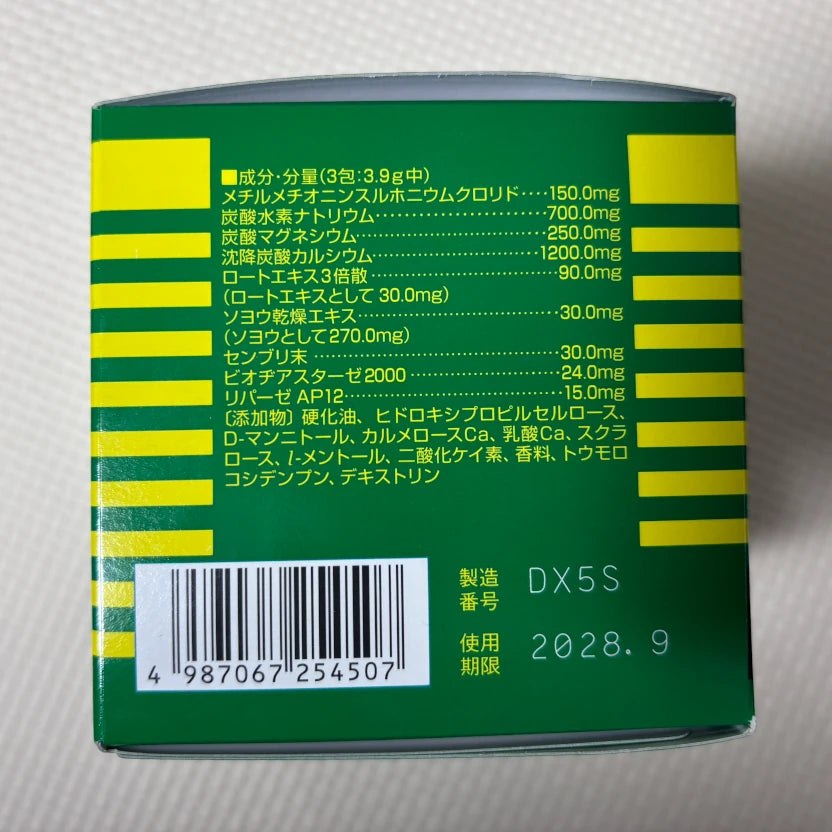 ■成分・分量(3包:3.9g中)
メチルメチオニンスルホニウムクロリド‥‥150.0mg
炭酸水素ナトリウム‥‥‥‥‥‥‥‥‥‥700.0mg
炭酸マグネシウム‥‥‥‥‥‥‥‥‥‥‥250.0mg
沈降炭酸カルシウム‥‥‥‥‥‥‥‥‥‥1200.0mg
ロートエキス3倍散‥‥‥‥‥‥‥‥‥‥‥90.0mg
(ロートエキスとして30.0mg)
ソヨウ乾燥エキス‥‥‥‥‥‥‥‥‥‥‥‥30.0mg
(ソヨウとして270.0mg)
センブリ末‥‥‥‥‥‥‥‥‥‥‥‥‥‥‥30.0mg
ビオヂアスターゼ2000‥‥‥‥‥‥‥‥‥24.0mg
リパーゼAP12‥‥‥‥‥‥‥‥‥‥‥‥‥15.0mg
〔添加物〕硬化油、ヒドロキシプロピルセルロース、
D-マンニトール、カルメロースCa、乳酸Ca、スクラ
ロース、l-メントール、二酸化ケイ素、香料、トウモロ
コシデンプン、デキストリン
製造
番号 DX5S
使用
期限 2028.9
4 987067 254507